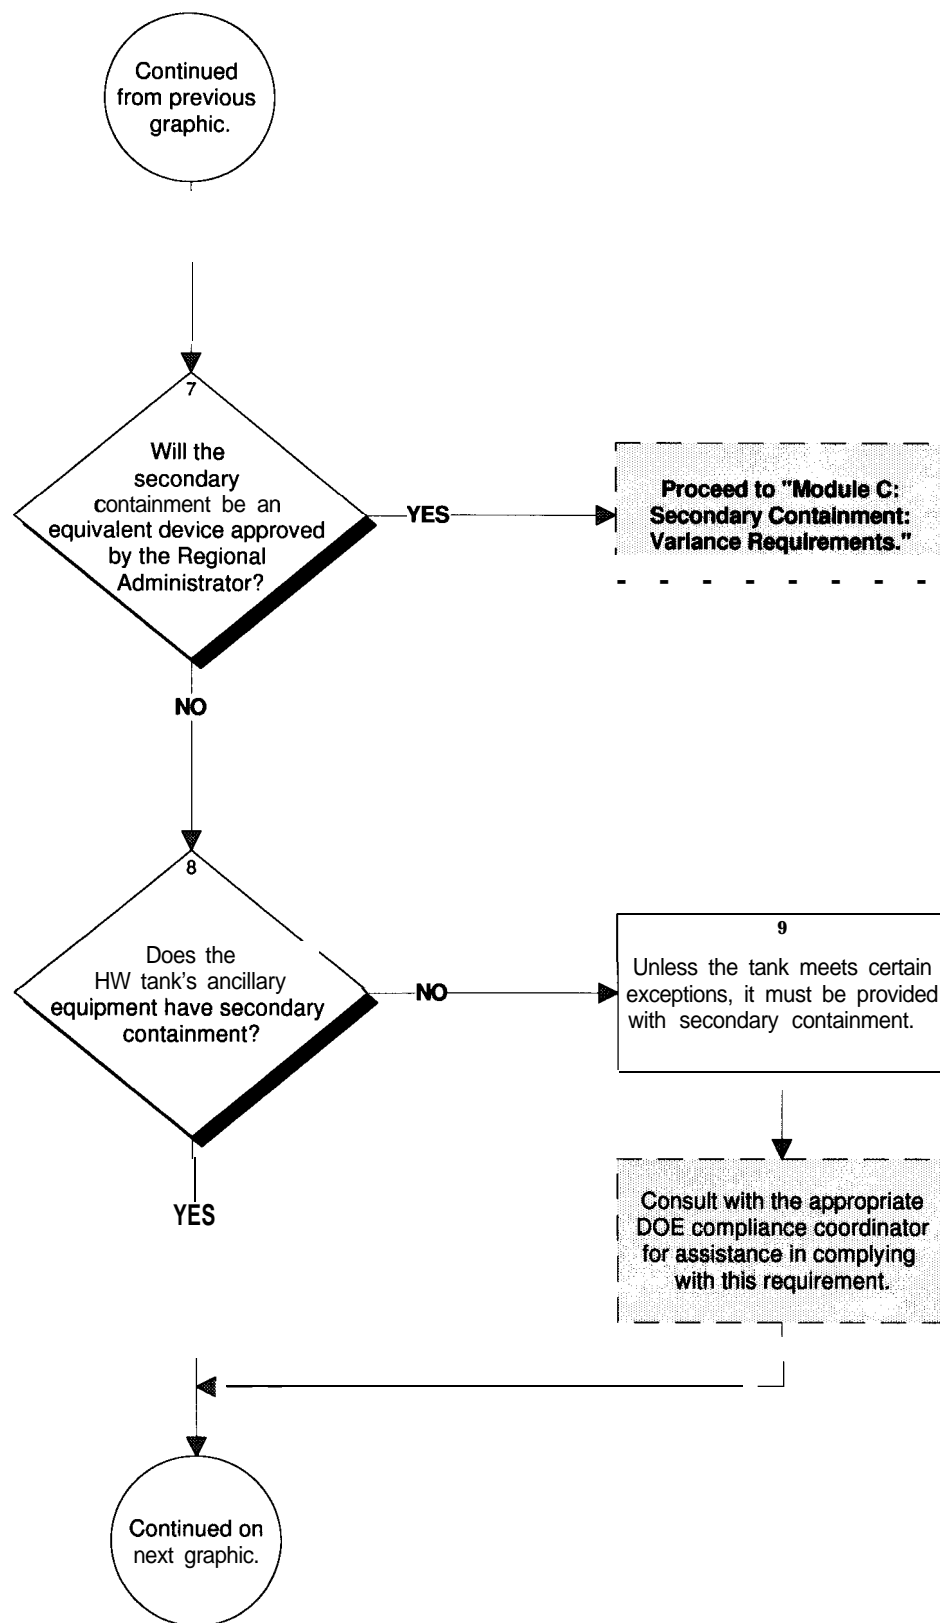 Continued
from previous
graphic.
7
Will the
secondary
containment be an
equivalent device approved
by the Regional
Administrator?
YES
Proceed to "Module C:
Secondary Containment:
Variance Requirements."
NO
8
Does the
HW tank's ancillary
equipment have secondary
containment?
NO
9
Unless the tank meets certain
exceptions, it must be provided
with secondary containment.
YES
Consult with the appropriate
DOE compliance coordinator
for assistance in complying
with this requirement.
Continued on
next graphic.